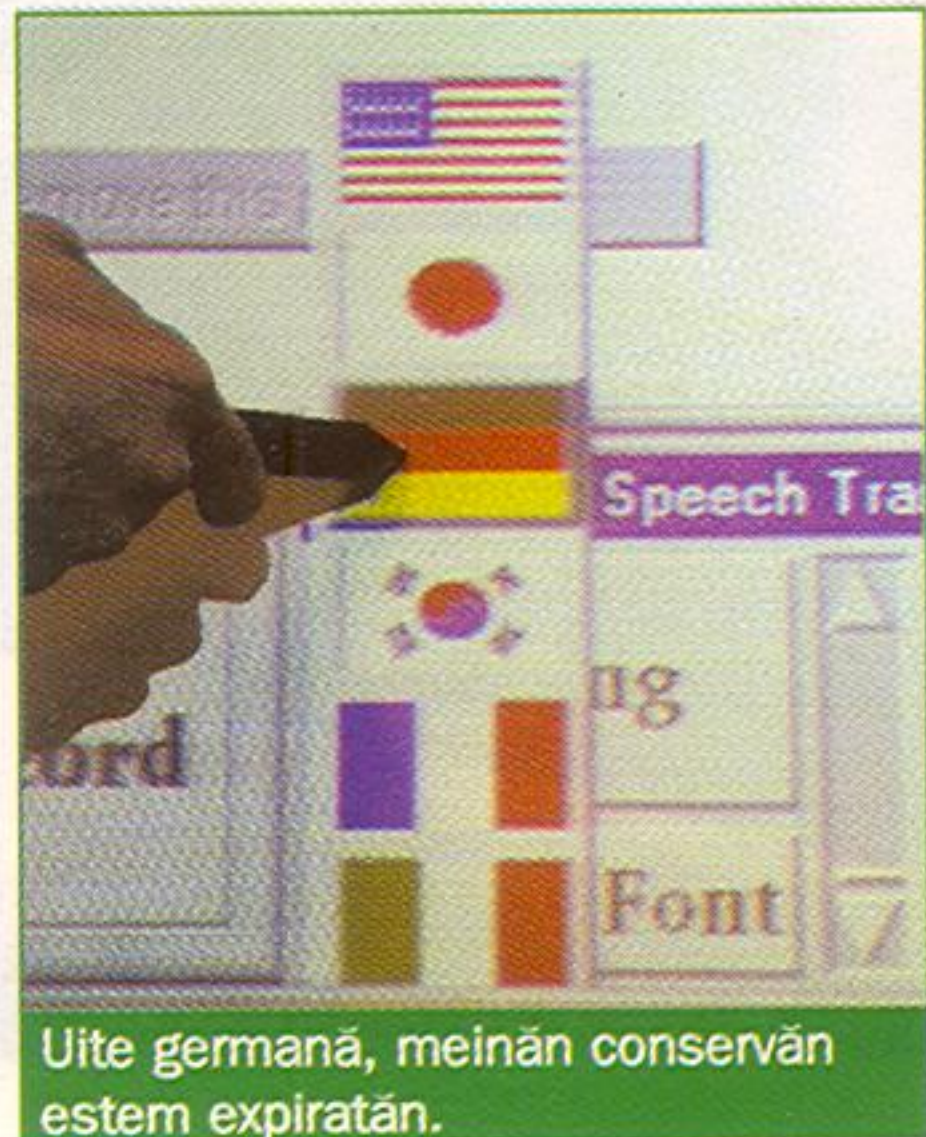 Speech Tra
ng
ord
Font
Uite germană, meinăn conservăn
estem expiratăn.